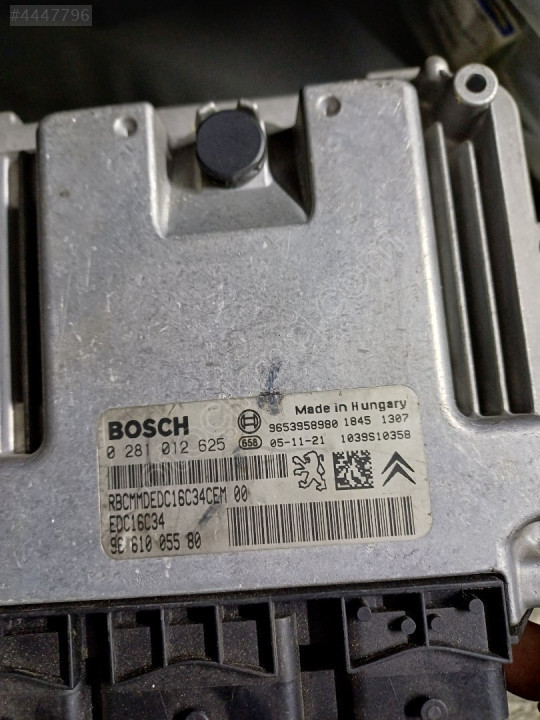 #4447796
BOSCH
Made in Hungary
9653958980 1845 1307
0 281 012 625
656
05-11-21 1039S10358
RBCMMDEDC16C34CEM 00
EDC16C34
96 610 055 80